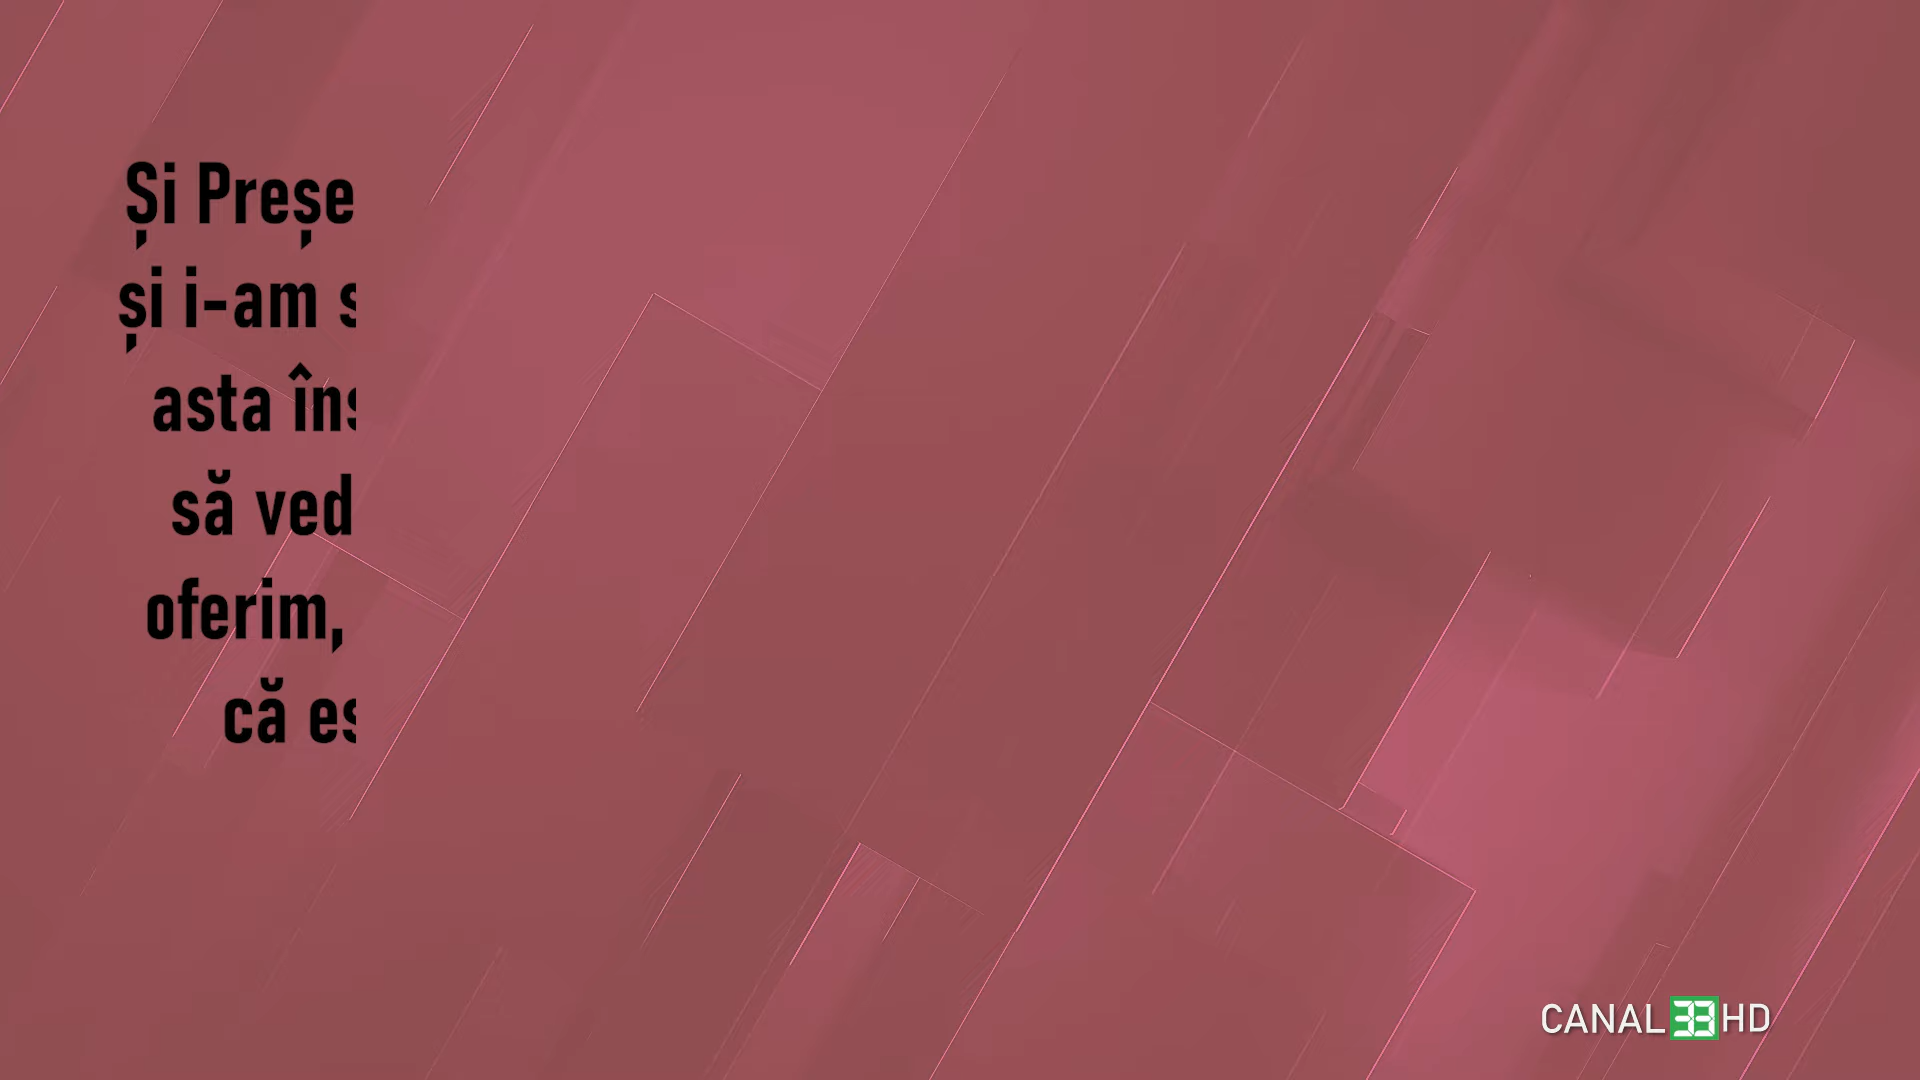 Și Preșe
și i-am s
asta îns
să ved
oferim,
că es
CANAL 33 HD